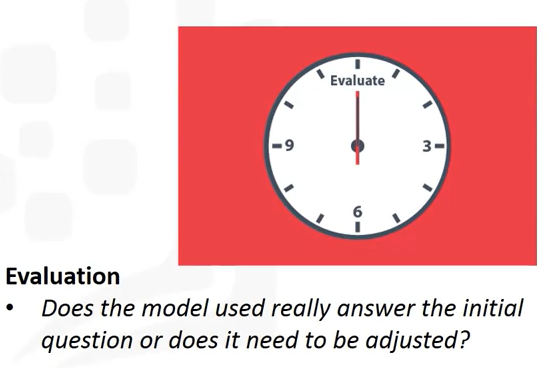 Evaluate
9
3
6
Evaluation
• Does the model used really answer the initial
question or does it need to be adjusted?